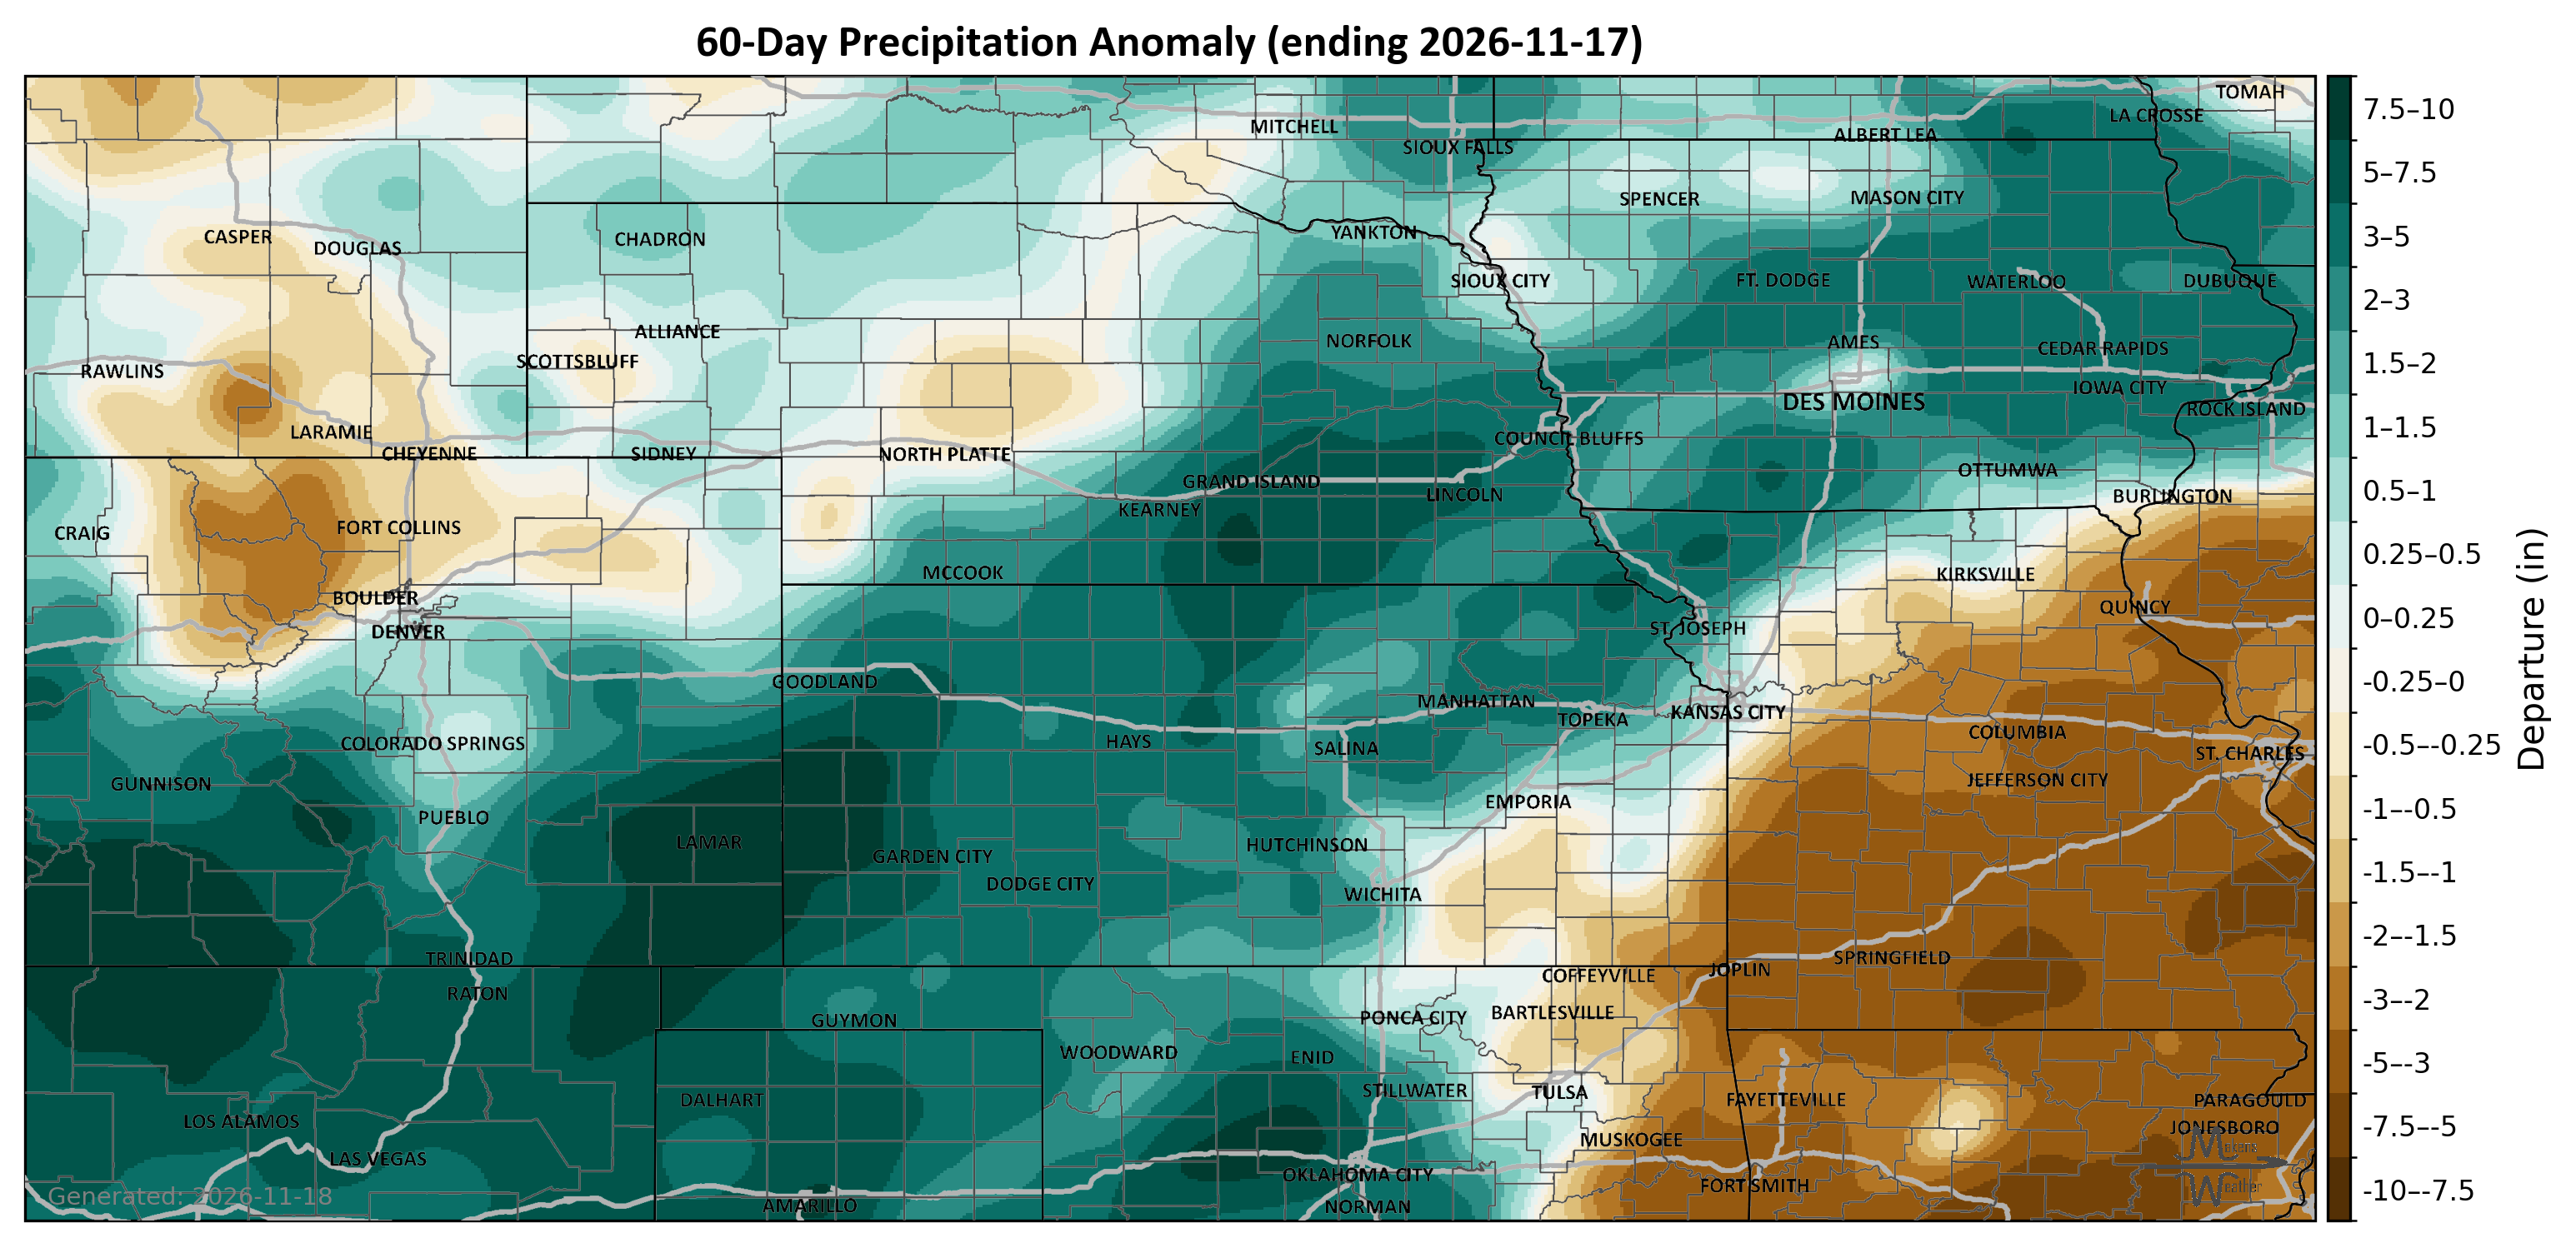 60-Day Precipitation Anomaly (ending 2026-11-17)
TOMAH
LA CROSSE
MITCHELL
ALBERT LEA
SIOUX FALLS
SPENCER
MASON CITY
CASPER
DOUGLAS
CHADRON
YANKTON
SIOUX CITY
FT. DODGE
WATERLOO
DUBUQUE
ALLIANCE
NORFOLK
AMES
CEDAR RAPIDS
SCOTTSBLUFF
RAWLINS
IOWA CITY
DES MOINES
ROCK ISLAND
LARAMIE
COUNCIL BLUFFS
CHEYENNE
SIDNEY
NORTH PLATTE
OTTUMWA
GRAND ISLAND
LINCOLN
BURLINGTON
KEARNEY
CRAIG
FORT COLLINS
MCCOOK
KIRKSVILLE
BOULDER
QUINCY
DENVER
ST. JOSEPH
GOODLAND
MANHATTAN
KANSAS CITY
TOPEKA
COLUMBIA
COLORADO SPRINGS
HAYS
SALINA
ST. CHARLES
GUNNISON
JEFFERSON CITY
EMPORIA
PUEBLO
LAMAR
HUTCHINSON
GARDEN CITY
DODGE CITY
WICHITA
TRINIDAD
SPRINGFIELD
JOPLIN
COFFEYVILLE
RATON
BARTLESVILLE
PONCA CITY
GUYMON
WOODWARD
ENID
STILLWATER
TULSA
DALHART
FAYETTEVILLE
PARAGOULD
LOS ALAMOS
JONESBORO
MUSKOGEE
LAS VEGAS
OKLAHOMA CITY
FORT SMITH
AMARILLO
NORMAN
Generated: 2026-11-18
Makers
Weather
7.5–10
5–7.5
3–5
2–3
1.5–2
1–1.5
0.5–1
0.25–0.5
0–0.25
-0.25–0
-0.5–-0.25
-1–-0.5
-1.5–-1
-2–-1.5
-3–-2
-5–-3
-7.5–-5
-10–-7.5
Departure (in)